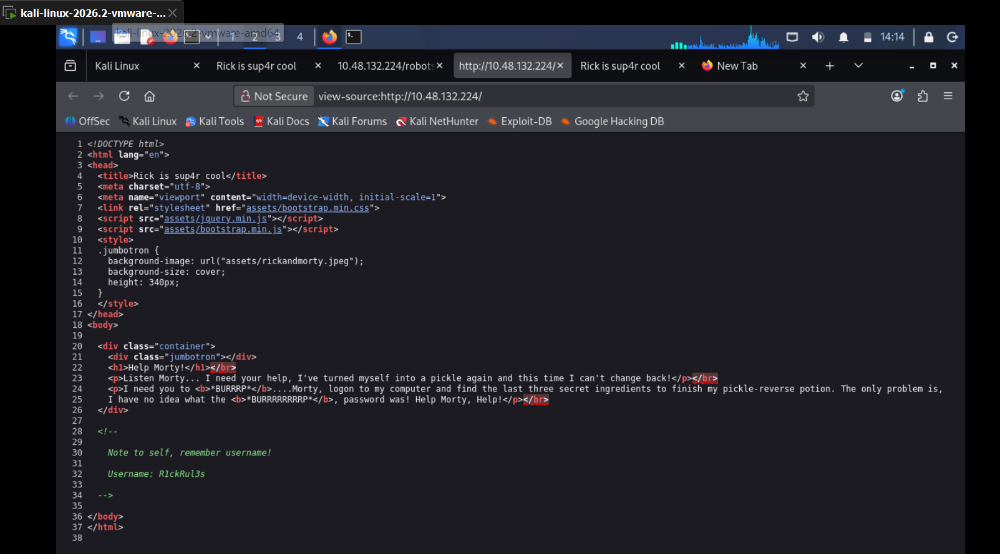 kali-linux-2026.2-vmware-...
kali-linux-2026.2-vmware-amd64
1 2 3 4 14:14
Kali Linux Rick is sup4r cool 10.48.132.224/robots http://10.48.132.224/ Rick is sup4r cool New Tab
Not Secure view-source:http://10.48.132.224/
OffSec Kali Linux Kali Tools Kali Docs Kali Forums Kali NetHunter Exploit-DB Google Hacking DB
1 <!DOCTYPE html>
2 <html lang="en">
3 <head>
4 <title>Rick is sup4r cool</title>
5 <meta charset="utf-8">
6 <meta name="viewport" content="width=device-width, initial-scale=1">
7 <link rel="stylesheet" href="assets/bootstrap.min.css">
8 <script src="assets/jquery.min.js"></script>
9 <script src="assets/bootstrap.min.js"></script>
10 <style>
11 .jumbotron {
12 background-image: url("assets/rickandmorty.jpeg");
13 background-size: cover;
14 height: 340px;
15 }
16 </style>
17 </head>
18 <body>
19
20 <div class="container">
21 <div class="jumbotron"></div>
22 <h1>Help Morty!</h1></br>
23 <p>Listen Morty... I need your help, I've turned myself into a pickle again and this time I can't change back!</p></br>
24 <p>I need you to <b>*BURRRP*</b>....Morty, logon to my computer and find the last three secret ingredients to finish my pickle-reverse potion. The only problem is,
25 I have no idea what the <b>*BURRRRRRRRP*</b>, password was! Help Morty, Help!</p></br>
26 </div>
27
28 <!--
29
30 Note to self, remember username!
31
32 Username: R1ckRul3s
33
34 -->
35
36 </body>
37 </html>
38